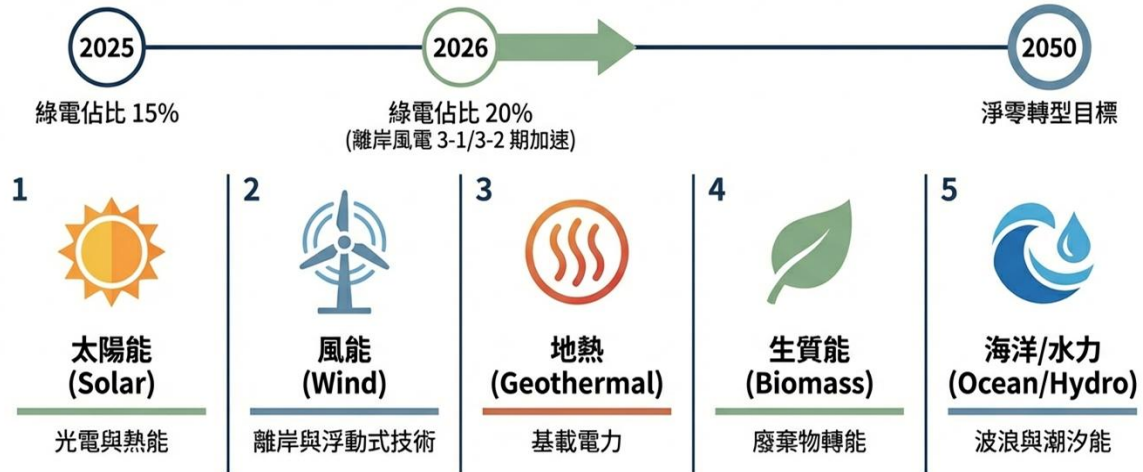 2025
2026
2050
綠電佔比 15%
綠電佔比 20%
(離岸風電 3-1/3-2 期加速)
淨零轉型目標
1
太陽能
(Solar)
光電與熱能
2
風能
(Wind)
離岸與浮動式技術
3
地熱
(Geothermal)
基載電力
4
生質能
(Biomass)
廢棄物轉能
5
海洋/水力
(Ocean/Hydro)
波浪與潮汐能